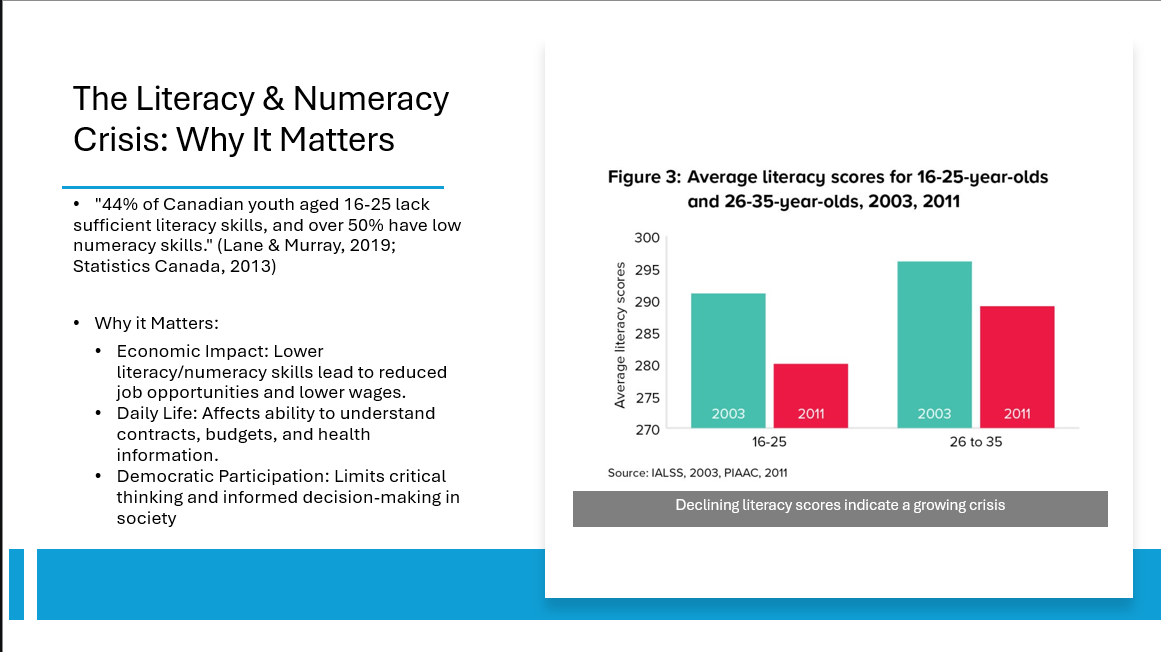 The Literacy & Numeracy
Crisis: Why It Matters
• "44% of Canadian youth aged 16-25 lack
sufficient literacy skills, and over 50% have low
numeracy skills." (Lane & Murray, 2019;
Statistics Canada, 2013)
• Why it Matters:
• Economic Impact: Lower
literacy/numeracy skills lead to reduced
job opportunities and lower wages.
• Daily Life: Affects ability to understand
contracts, budgets, and health
information.
• Democratic Participation: Limits critical
thinking and informed decision-making in
society
Figure 3: Average literacy scores for 16-25-year-olds
and 26-35-year-olds, 2003, 2011
Average literacy scores
300
295
290
285
280
275
270
2003
2011
2003
2011
16-25
26 to 35
Source: IALSS, 2003, PIAAC, 2011
Declining literacy scores indicate a growing crisis